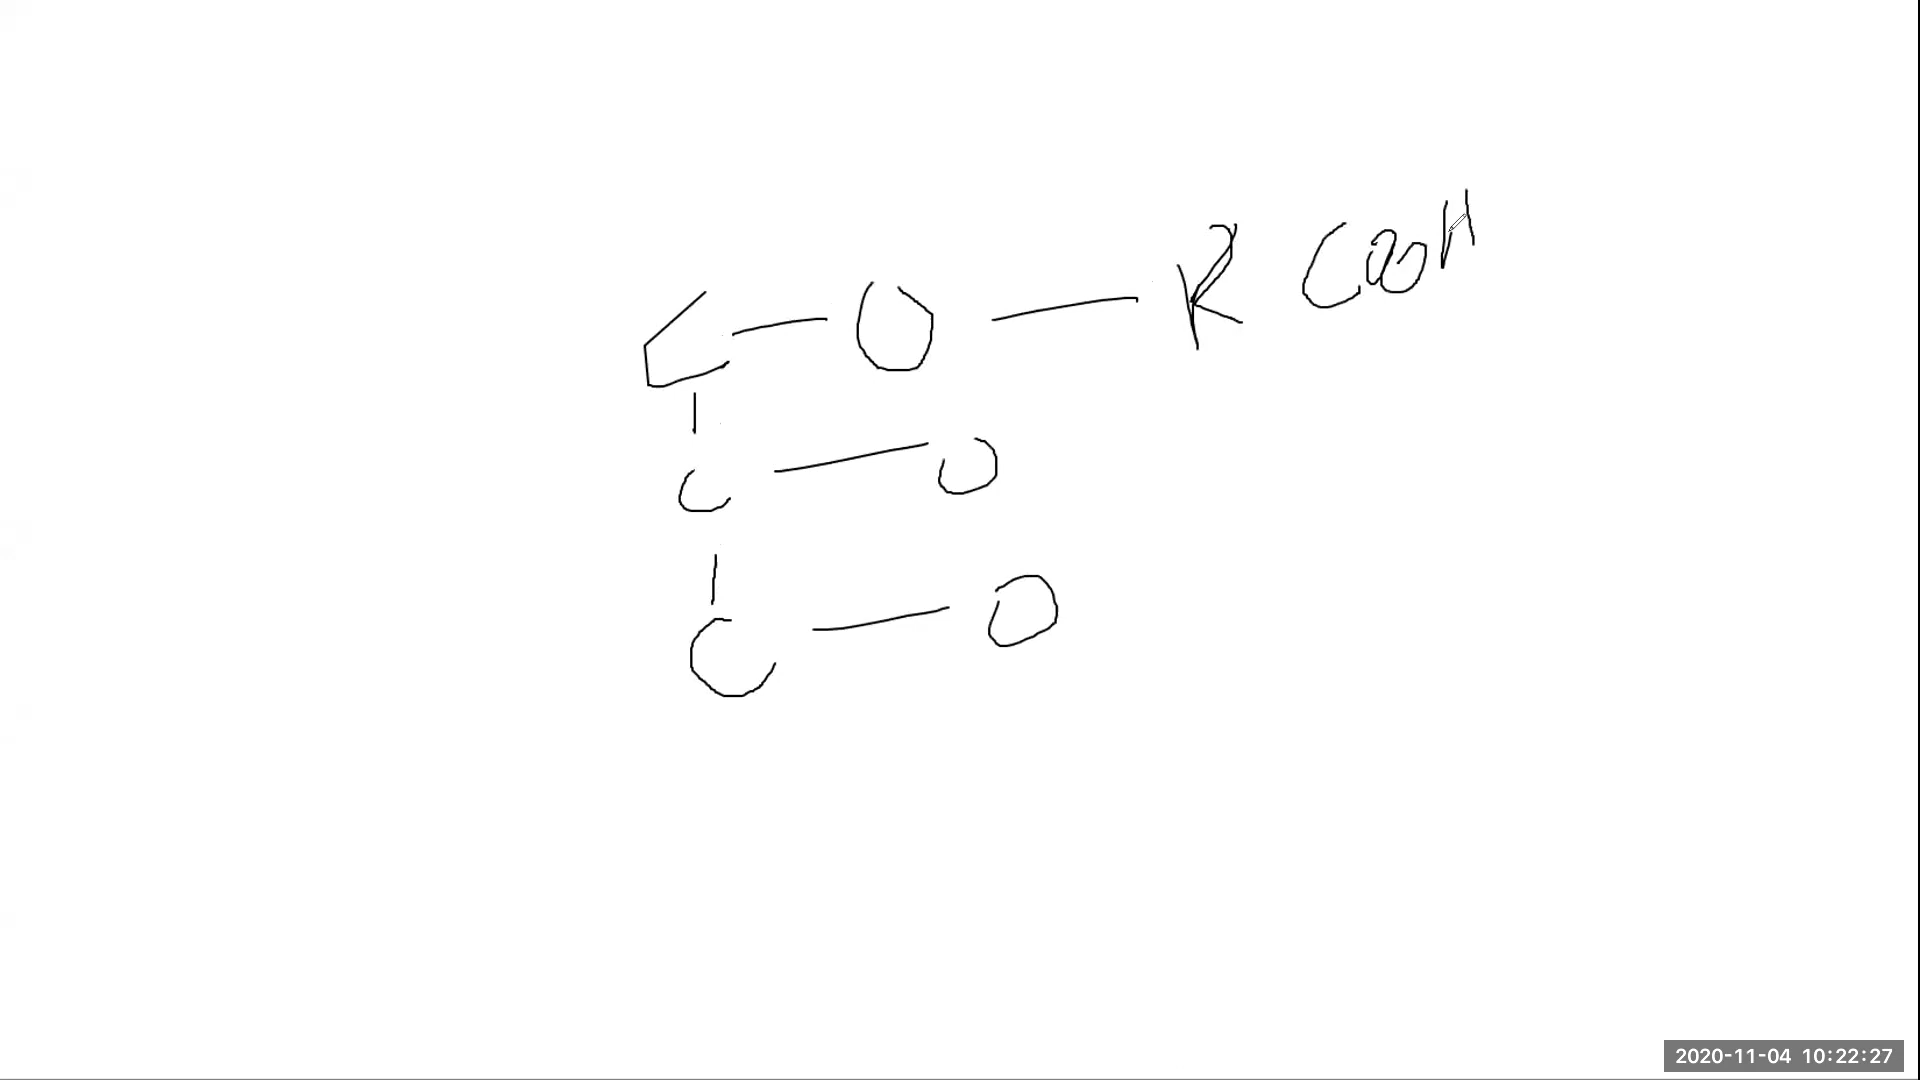 C — O — R COOH
C — O
C — O
2020-11-04 10:22:27